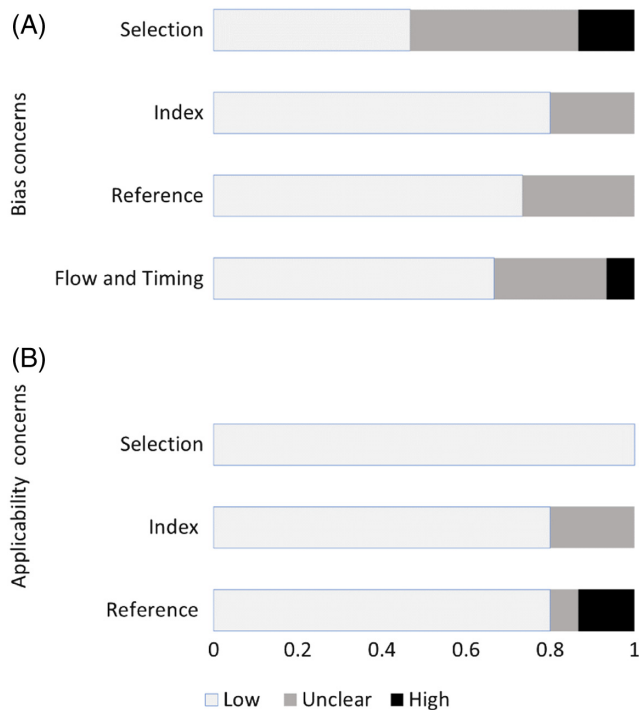 (A)
Bias concerns
Selection
Index
Reference
Flow and Timing
(B)
Applicability concerns
Selection
Index
Reference
0 0.2 0.4 0.6 0.8 1
Low Unclear High